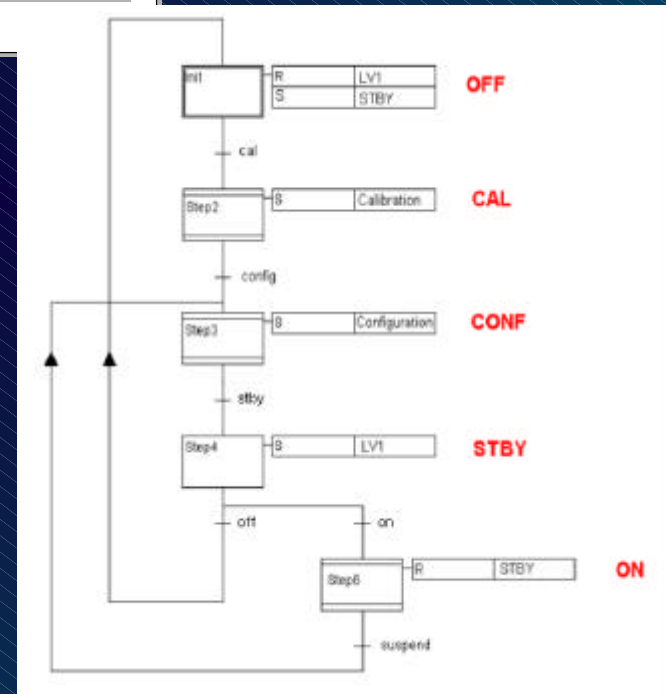 Init R LV1 OFF
S STBY
cal
Step2 S Calibration CAL
config
Step3 S Configuration CONF
stby
Step4 S LV1 STBY
off on
Step6 R STBY ON
suspend